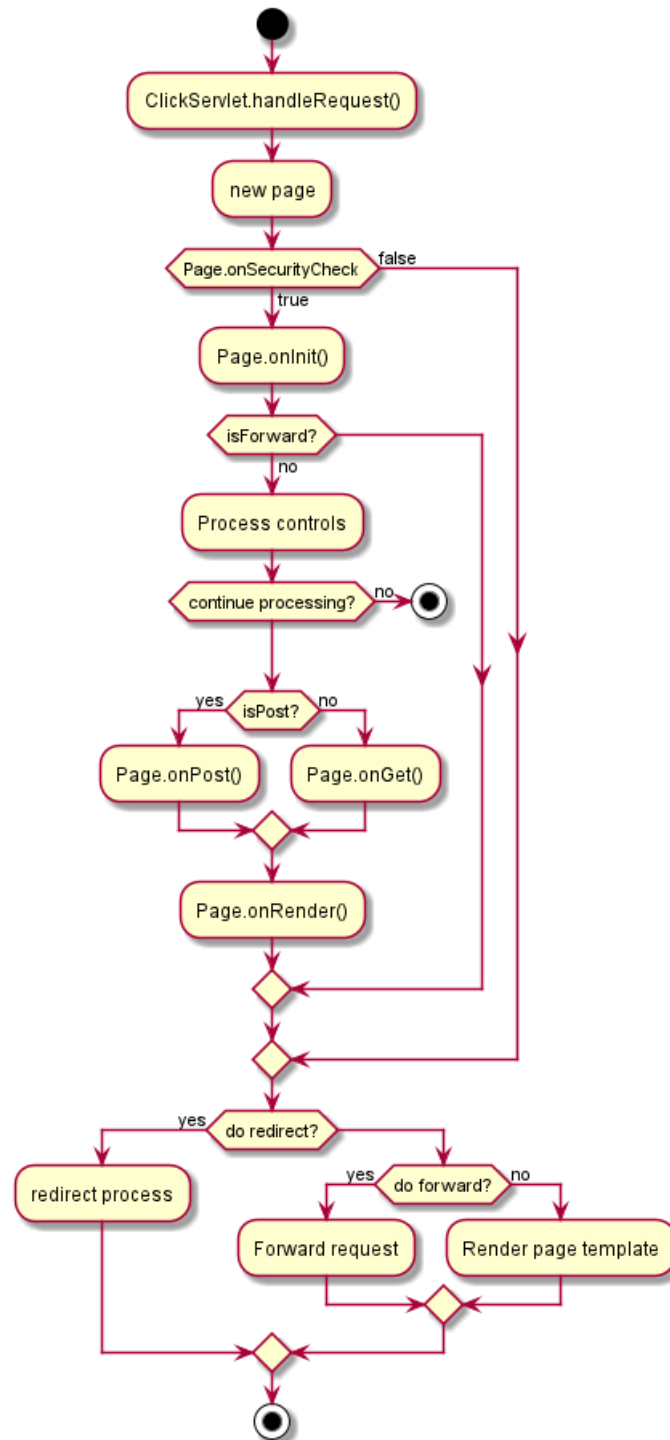 ClickServlet.handleRequest()
new page
Page.onSecurityCheck
false
true
Page.onInit()
isForward?
no
Process controls
continue processing?
no
isPost?
yes
no
Page.onPost()
Page.onGet()
Page.onRender()
do redirect?
yes
redirect process
do forward?
yes
no
Forward request
Render page template